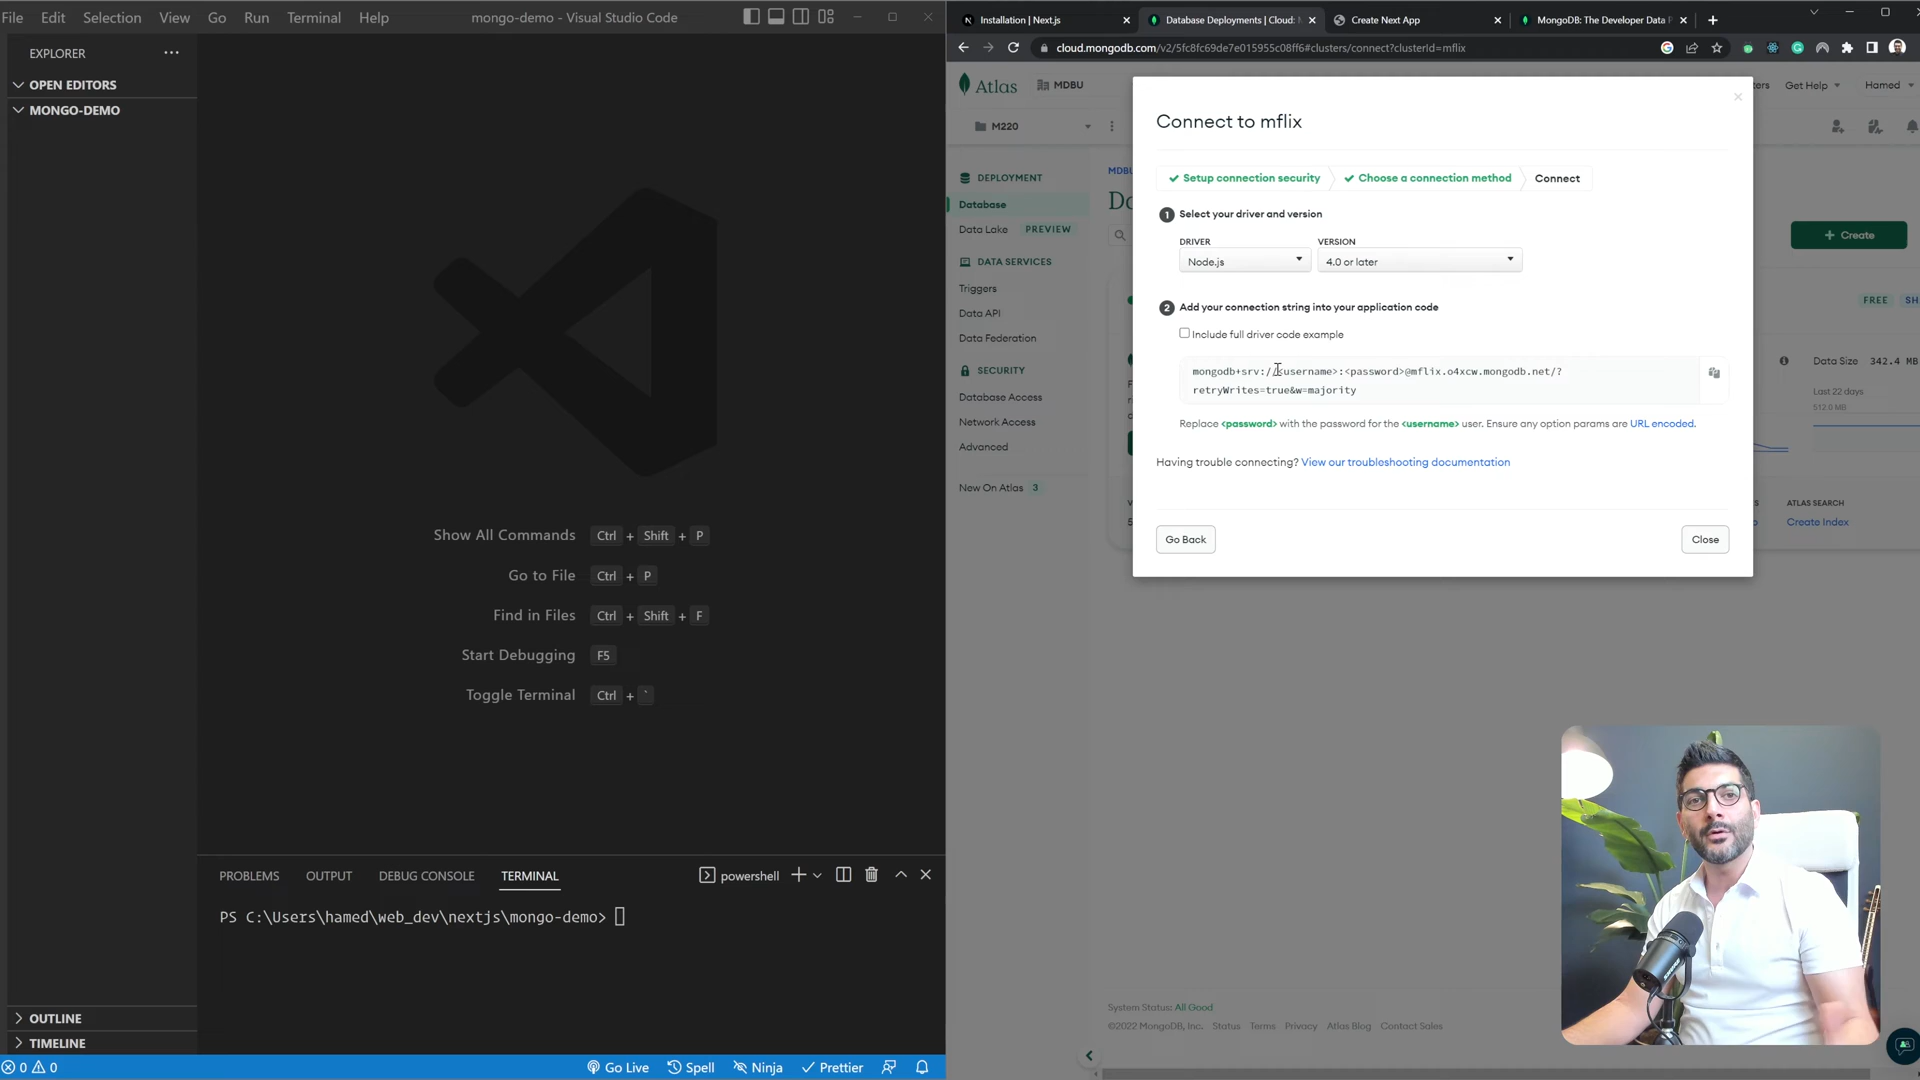 File Edit Selection View Go Run Terminal Help
mongo-demo - Visual Studio Code
EXPLORER
OPEN EDITORS
MONGO-DEMO
Show All Commands Ctrl + Shift + P
Go to File Ctrl + P
Find in Files Ctrl + Shift + F
Start Debugging F5
Toggle Terminal Ctrl + `
PROBLEMS OUTPUT DEBUG CONSOLE TERMINAL
powershell
PS C:\Users\hamed\web_dev\nextjs\mongo-demo>
OUTLINE
TIMELINE
0 0
Go Live Spell Ninja Prettier
Installation | Next.js
Database Deployments | Cloud:
Create Next App
MongoDB: The Developer Data
cloud.mongodb.com/v2/5fc8fc69de7e015955c08ff6#clusters/connect?clusterId=mflix
Atlas MDBU
Get Help Hamed
M220
DEPLOYMENT
Database
Data Lake PREVIEW
DATA SERVICES
Triggers
Data API
Data Federation
SECURITY
Database Access
Network Access
Advanced
New On Atlas 3
MDBU
+ Create
FREE SH
Data Size 342.4 MB
Last 22 days
512.0 MB
ATLAS SEARCH
Create Index
Connect to mflix
Setup connection security
Choose a connection method
Connect
1 Select your driver and version
DRIVER VERSION
Node.js 4.0 or later
2 Add your connection string into your application code
Include full driver code example
mongodb+srv://<username>:<password>@mflix.o4xcw.mongodb.net/?
retryWrites=true&w=majority
Replace <password> with the password for the <username> user. Ensure any option params are URL encoded.
Having trouble connecting? View our troubleshooting documentation
Go Back
Close
System Status: All Good
©2022 MongoDB, Inc. Status Terms Privacy Atlas Blog Contact Sales